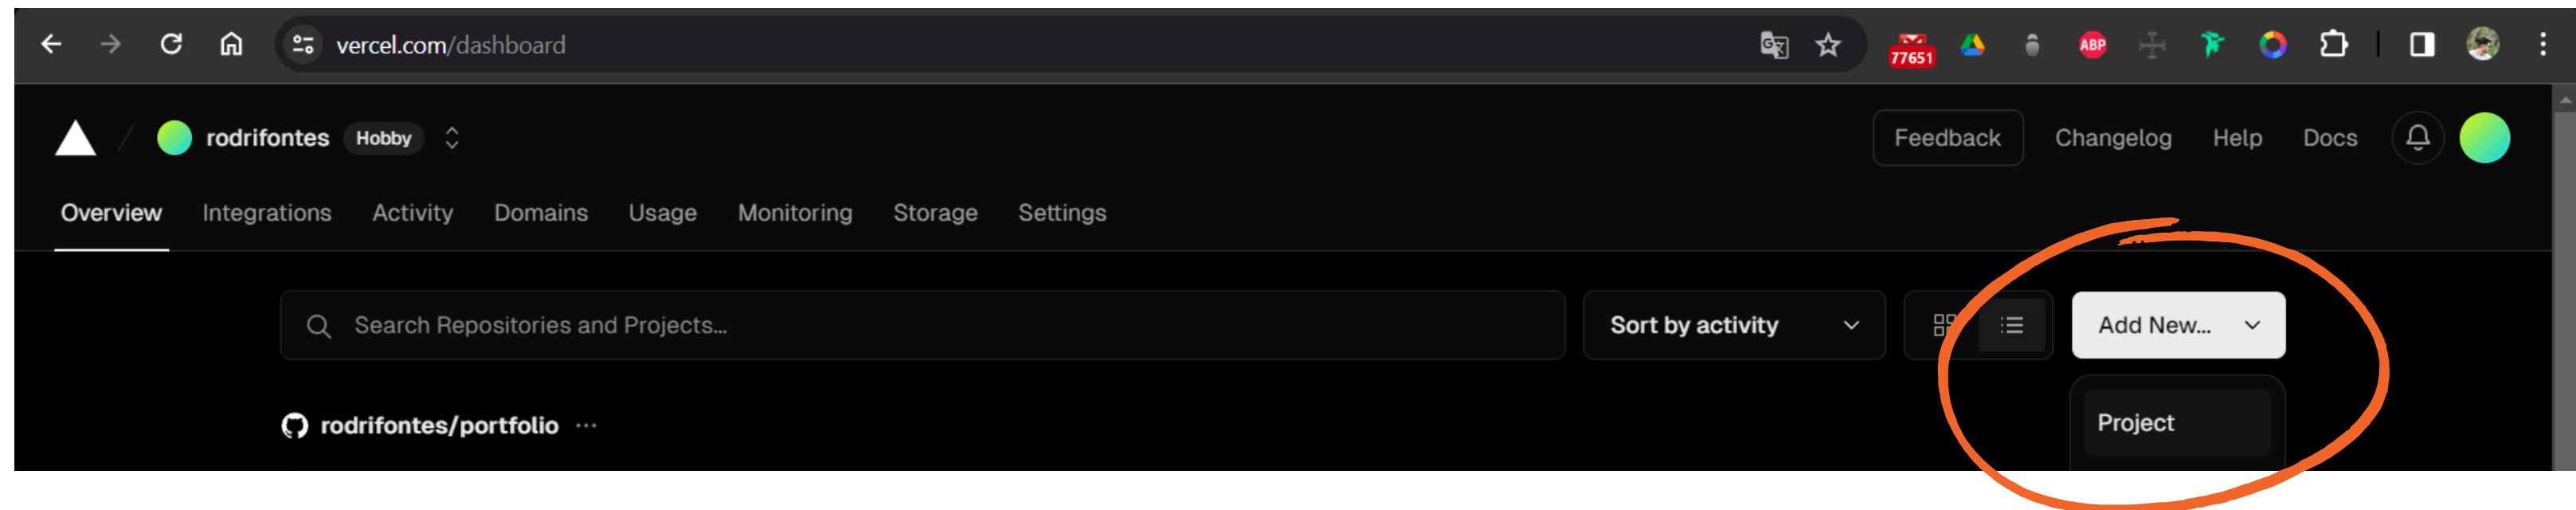 vercel.com/dashboard
77651
ABP
rodrifontes Hobby
Feedback Changelog Help Docs
Overview Integrations Activity Domains Usage Monitoring Storage Settings
Search Repositories and Projects...
Sort by activity
Add New...
rodrifontes/portfolio ...
Project